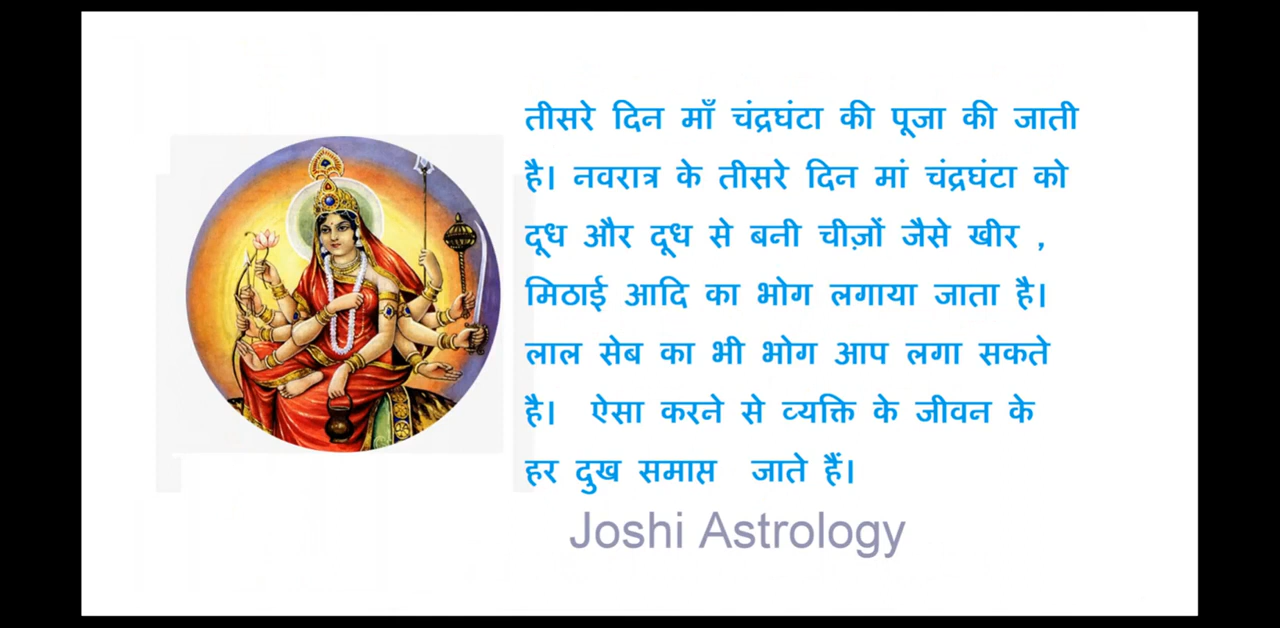 तीसरे दिन माँ चंद्रघंटा की पूजा की जाती
है। नवरात्र के तीसरे दिन मां चंद्रघंटा को
दूध और दूध से बनी चीज़ों जैसे खीर ,
मिठाई आदि का भोग लगाया जाता है।
लाल सेब का भी भोग आप लगा सकते
है।  ऐसा करने से व्यक्ति के जीवन के
हर दुख समाप्त  जाते हैं।
Joshi Astrology